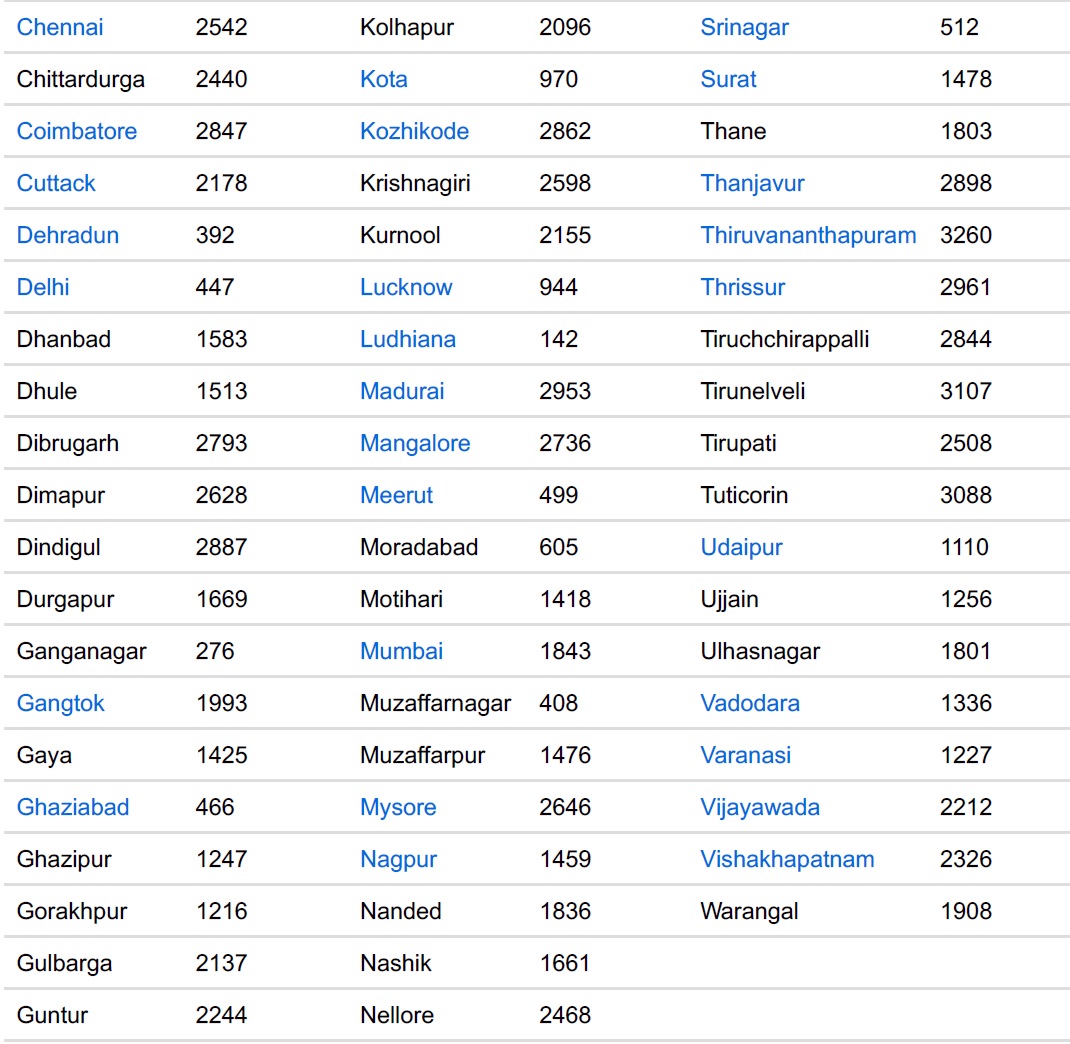 Chennai 2542 Kolhapur 2096 Srinagar 512
Chittardurga 2440 Kota 970 Surat 1478
Coimbatore 2847 Kozhikode 2862 Thane 1803
Cuttack 2178 Krishnagiri 2598 Thanjavur 2898
Dehradun 392 Kurnool 2155 Thiruvananthapuram 3260
Delhi 447 Lucknow 944 Thrissur 2961
Dhanbad 1583 Ludhiana 142 Tiruchchirappalli 2844
Dhule 1513 Madurai 2953 Tirunelveli 3107
Dibrugarh 2793 Mangalore 2736 Tirupati 2508
Dimapur 2628 Meerut 499 Tuticorin 3088
Dindigul 2887 Moradabad 605 Udaipur 1110
Durgapur 1669 Motihari 1418 Ujjain 1256
Ganganagar 276 Mumbai 1843 Ulhasnagar 1801
Gangtok 1993 Muzaffarnagar 408 Vadodara 1336
Gaya 1425 Muzaffarpur 1476 Varanasi 1227
Ghaziabad 466 Mysore 2646 Vijayawada 2212
Ghazipur 1247 Nagpur 1459 Vishakhapatnam 2326
Gorakhpur 1216 Nanded 1836 Warangal 1908
Gulbarga 2137 Nashik 1661
Guntur 2244 Nellore 2468